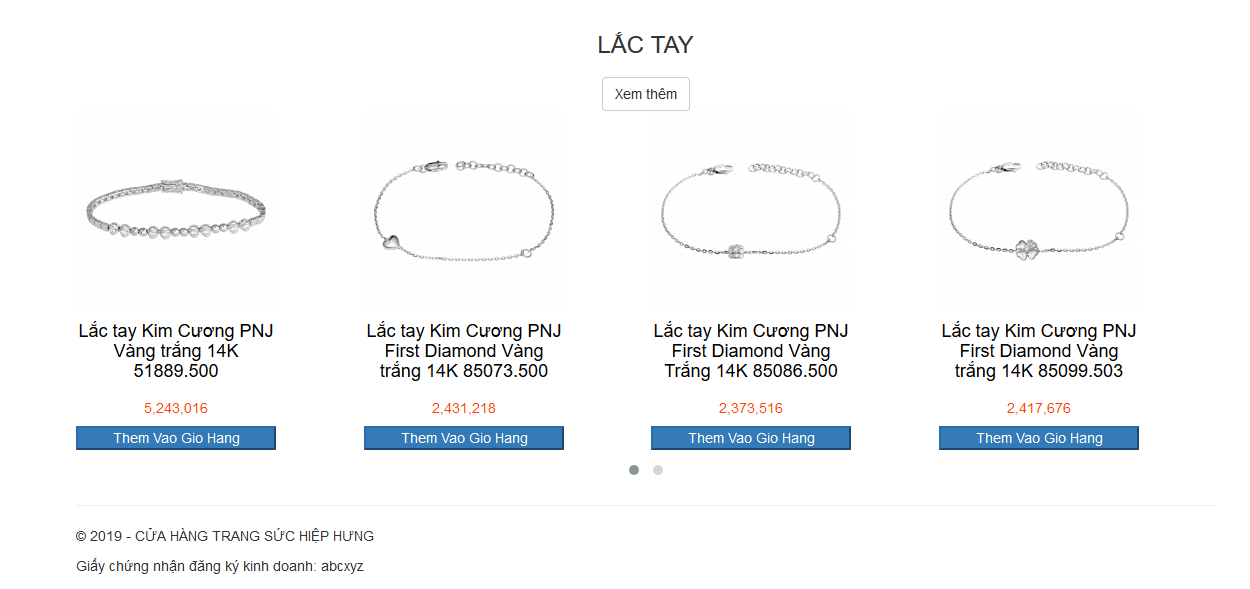 LẮC TAY
Xem thêm
Lắc tay Kim Cương PNJ
Vàng trắng 14K
51889.500
5,243,016
Them Vao Gio Hang
Lắc tay Kim Cương PNJ
First Diamond Vàng
trắng 14K 85073.500
2,431,218
Them Vao Gio Hang
Lắc tay Kim Cương PNJ
First Diamond Vàng
Trắng 14K 85086.500
2,373,516
Them Vao Gio Hang
Lắc tay Kim Cương PNJ
First Diamond Vàng
trắng 14K 85099.503
2,417,676
Them Vao Gio Hang
© 2019 - CỬA HÀNG TRANG SỨC HIỆP HƯNG
Giấy chứng nhận đăng ký kinh doanh: abcxyz